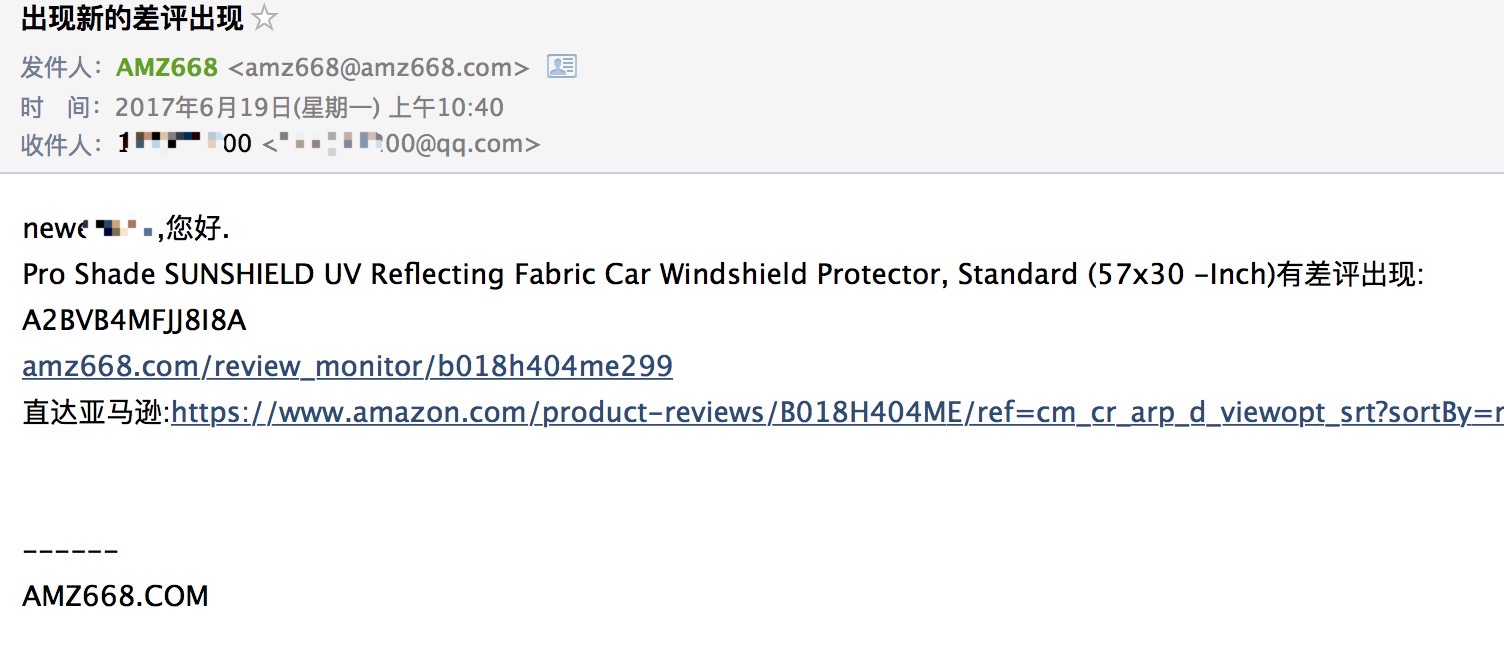 出现新的差评出现
发件人：AMZ668 <amz668@amz668.com>
时　间：2017年6月19日(星期一) 上午10:40
收件人：1 00 < 00@qq.com>
newe ,您好.
Pro Shade SUNSHIELD UV Reflecting Fabric Car Windshield Protector, Standard (57x30 -Inch)有差评出现:
A2BVB4MFJJ8I8A
amz668.com/review_monitor/b018h404me299
直达亚马逊:https://www.amazon.com/product-reviews/B018H404ME/ref=cm_cr_arp_d_viewopt_srt?sortBy=r
------
AMZ668.COM